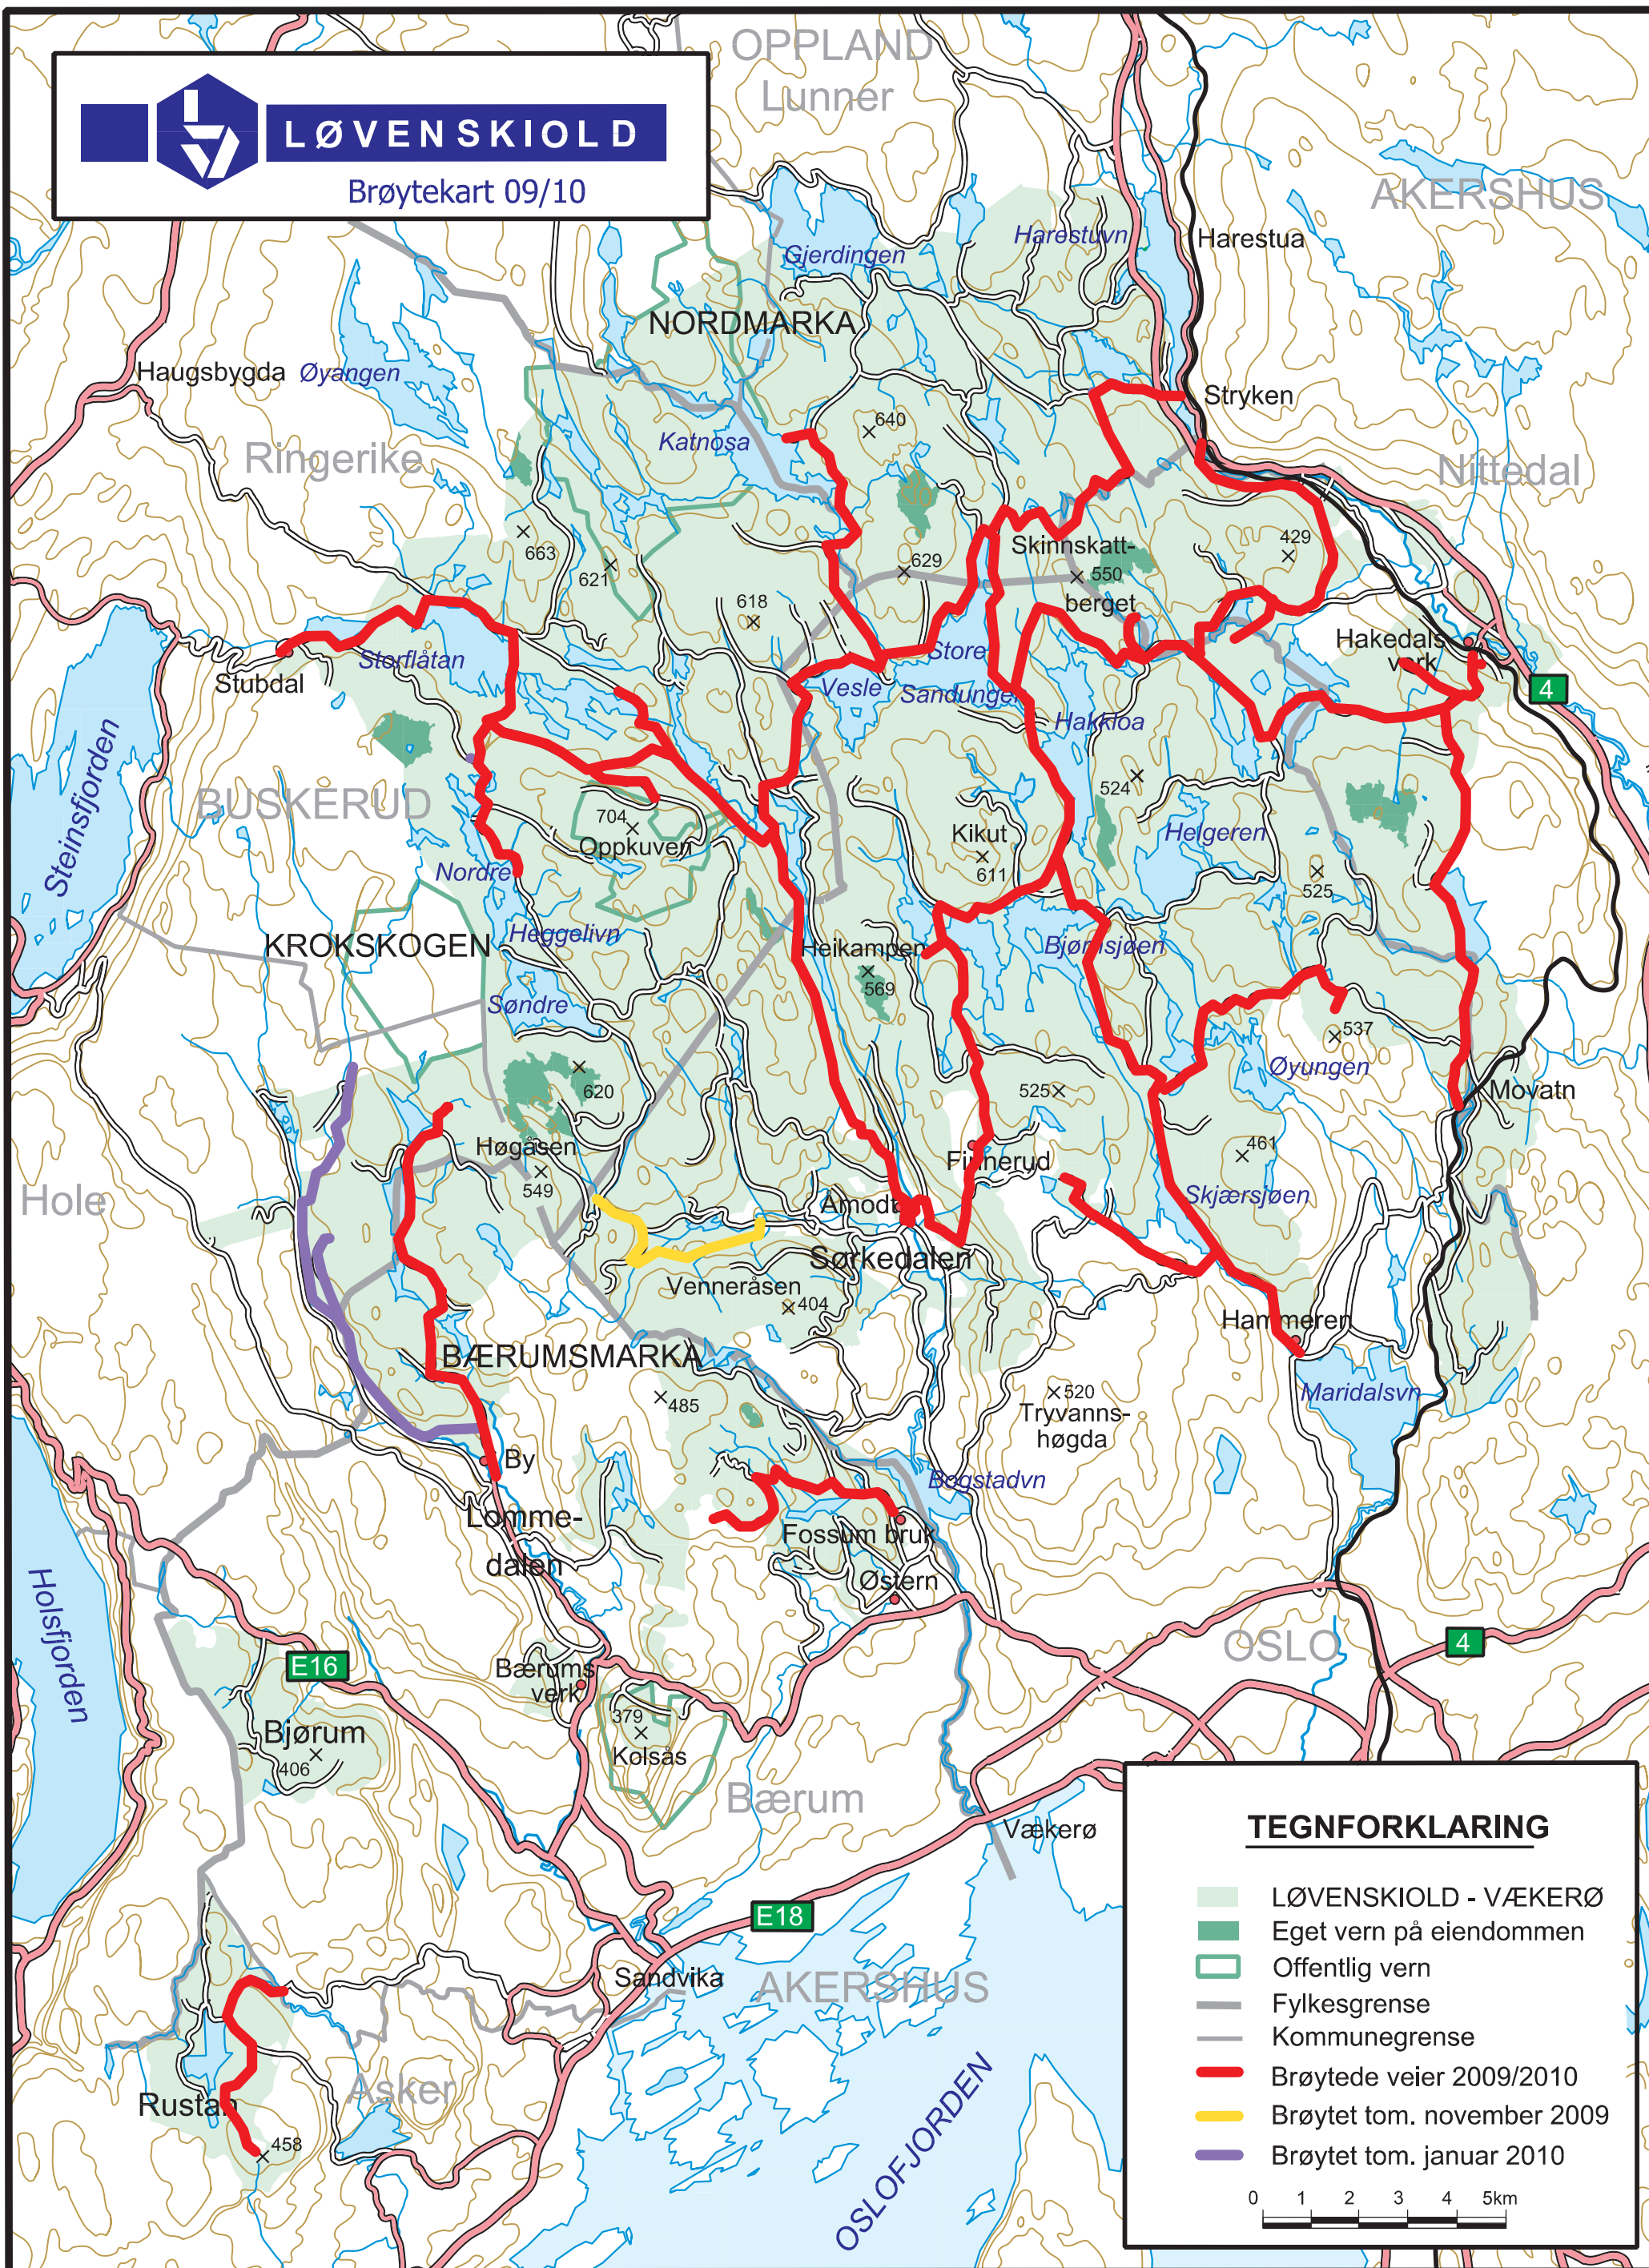 LØVENSKIOLD
Brøytekart 09/10
OPPLAND
Lunner
AKERSHUS
Harestuvn
Harestua
Gjerdingen
NORDMARKA
Haugsbygda
Øyangen
Stryken
640
Katnosa
Ringerike
Nittedal
663
621
629
Skinnskatt-
550
berget
429
618
Hakedals
verk
Stubdal
Storflåtan
Store
Vesle
Sandungen
4
Hakkloa
Steinsfjorden
524
BUSKERUD
704
Oppkuven
Kikut
611
Helgeren
525
Nordre
KROKSKOGEN
Heggelivn
Heikampen
569
Bjørnsjøen
Søndre
537
Øyungen
620
525
Movatn
Høgåsen
549
Finnerud
461
Hole
Skjærsjøen
Åmodt
Sørkedalen
Venneråsen
404
Hammeren
BÆRUMSMARKA
485
520
Tryvanns-
høgda
Maridalsvn
By
Bogstadvn
Lomme-
dalen
Fossum bruk
Østern
Holsfjorden
E16
OSLO
4
Bærums
verk
379
Kolsås
Bjørum
406
Bærum
Vækerø
E18
Sandvika
AKERSHUS
Rustan
Asker
458
OSLOFJORDEN
TEGNFORKLARING
LØVENSKIOLD - VÆKERØ
Eget vern på eiendommen
Offentlig vern
Fylkesgrense
Kommunegrense
Brøytede veier 2009/2010
Brøytet tom. november 2009
Brøytet tom. januar 2010
0 1 2 3 4 5km